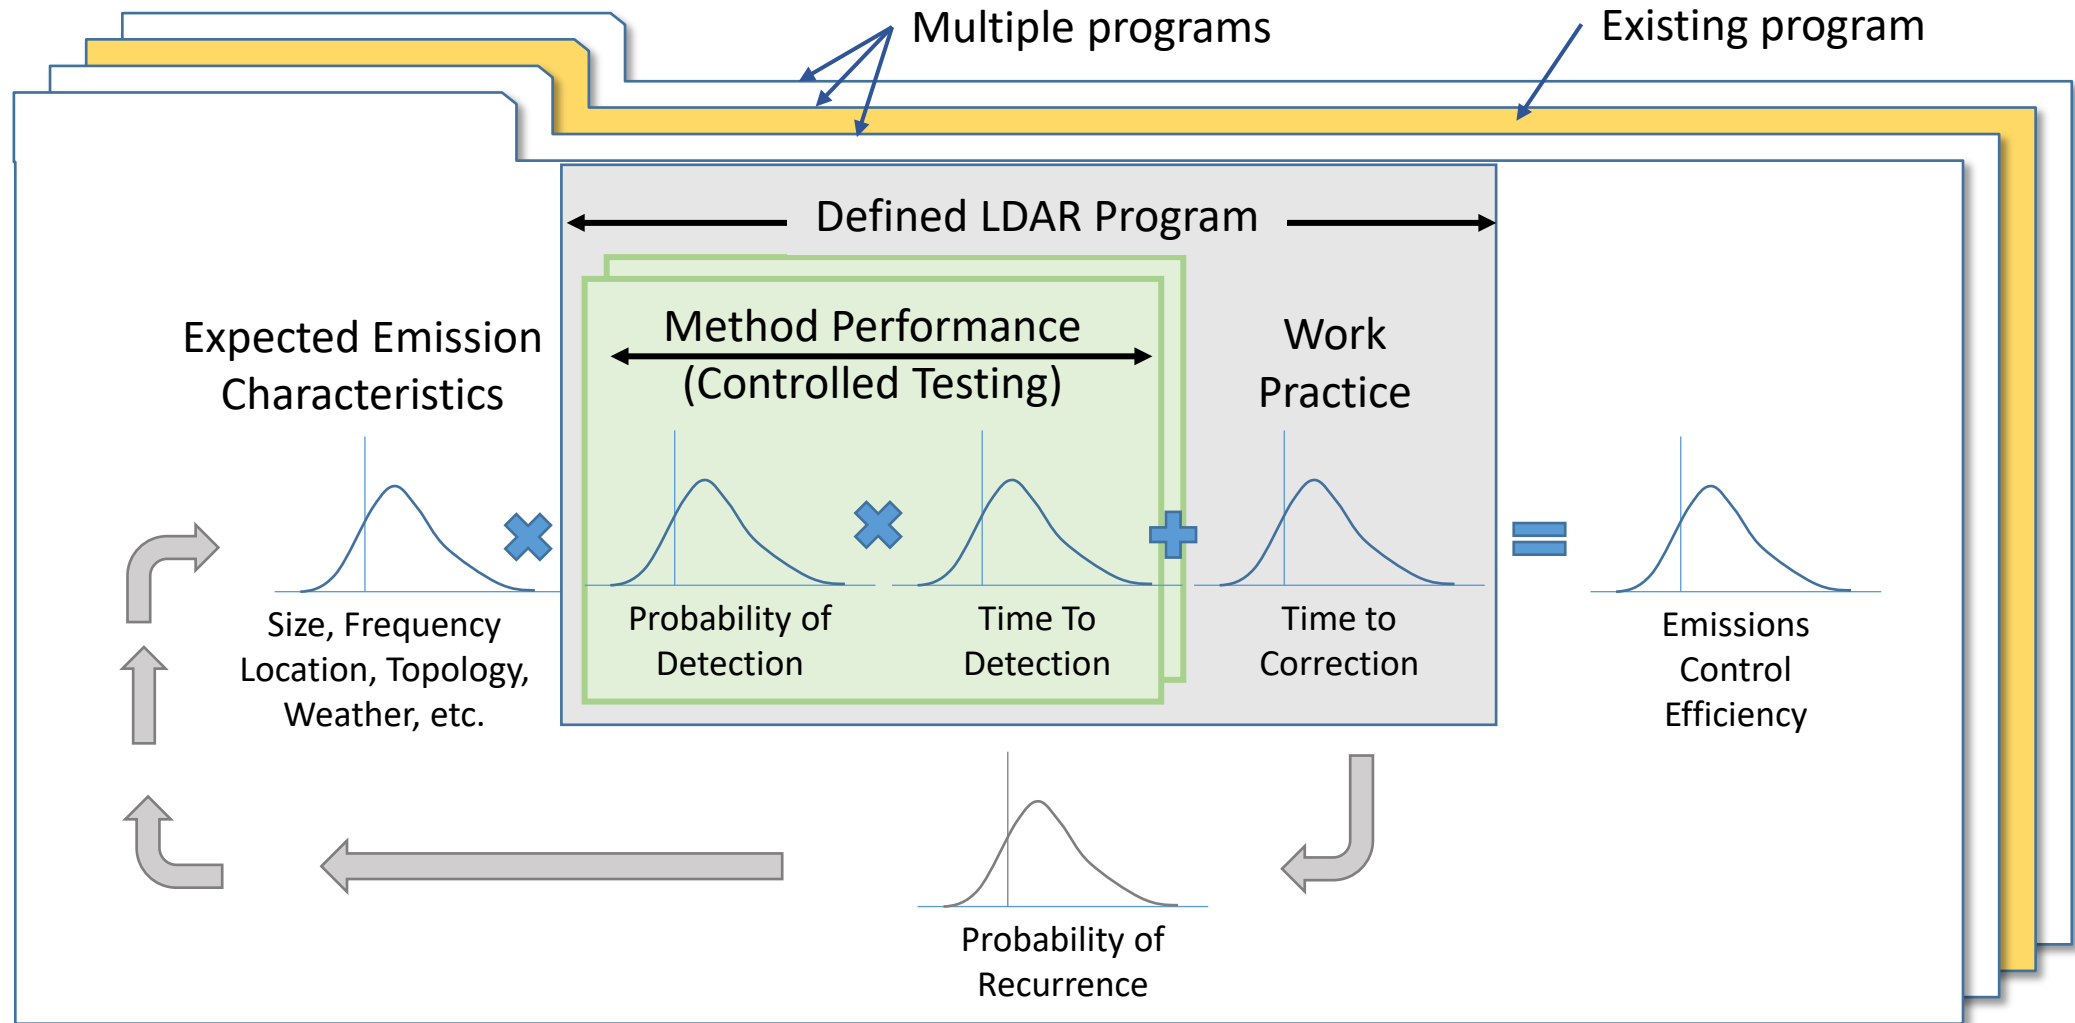 Multiple programs
Existing program
Defined LDAR Program
Expected Emission
Characteristics
Method Performance
(Controlled Testing)
Work
Practice
Size, Frequency
Location, Topology,
Weather, etc.
Probability of
Detection
Time To
Detection
Time to
Correction
Emissions
Control
Efficiency
Probability of
Recurrence